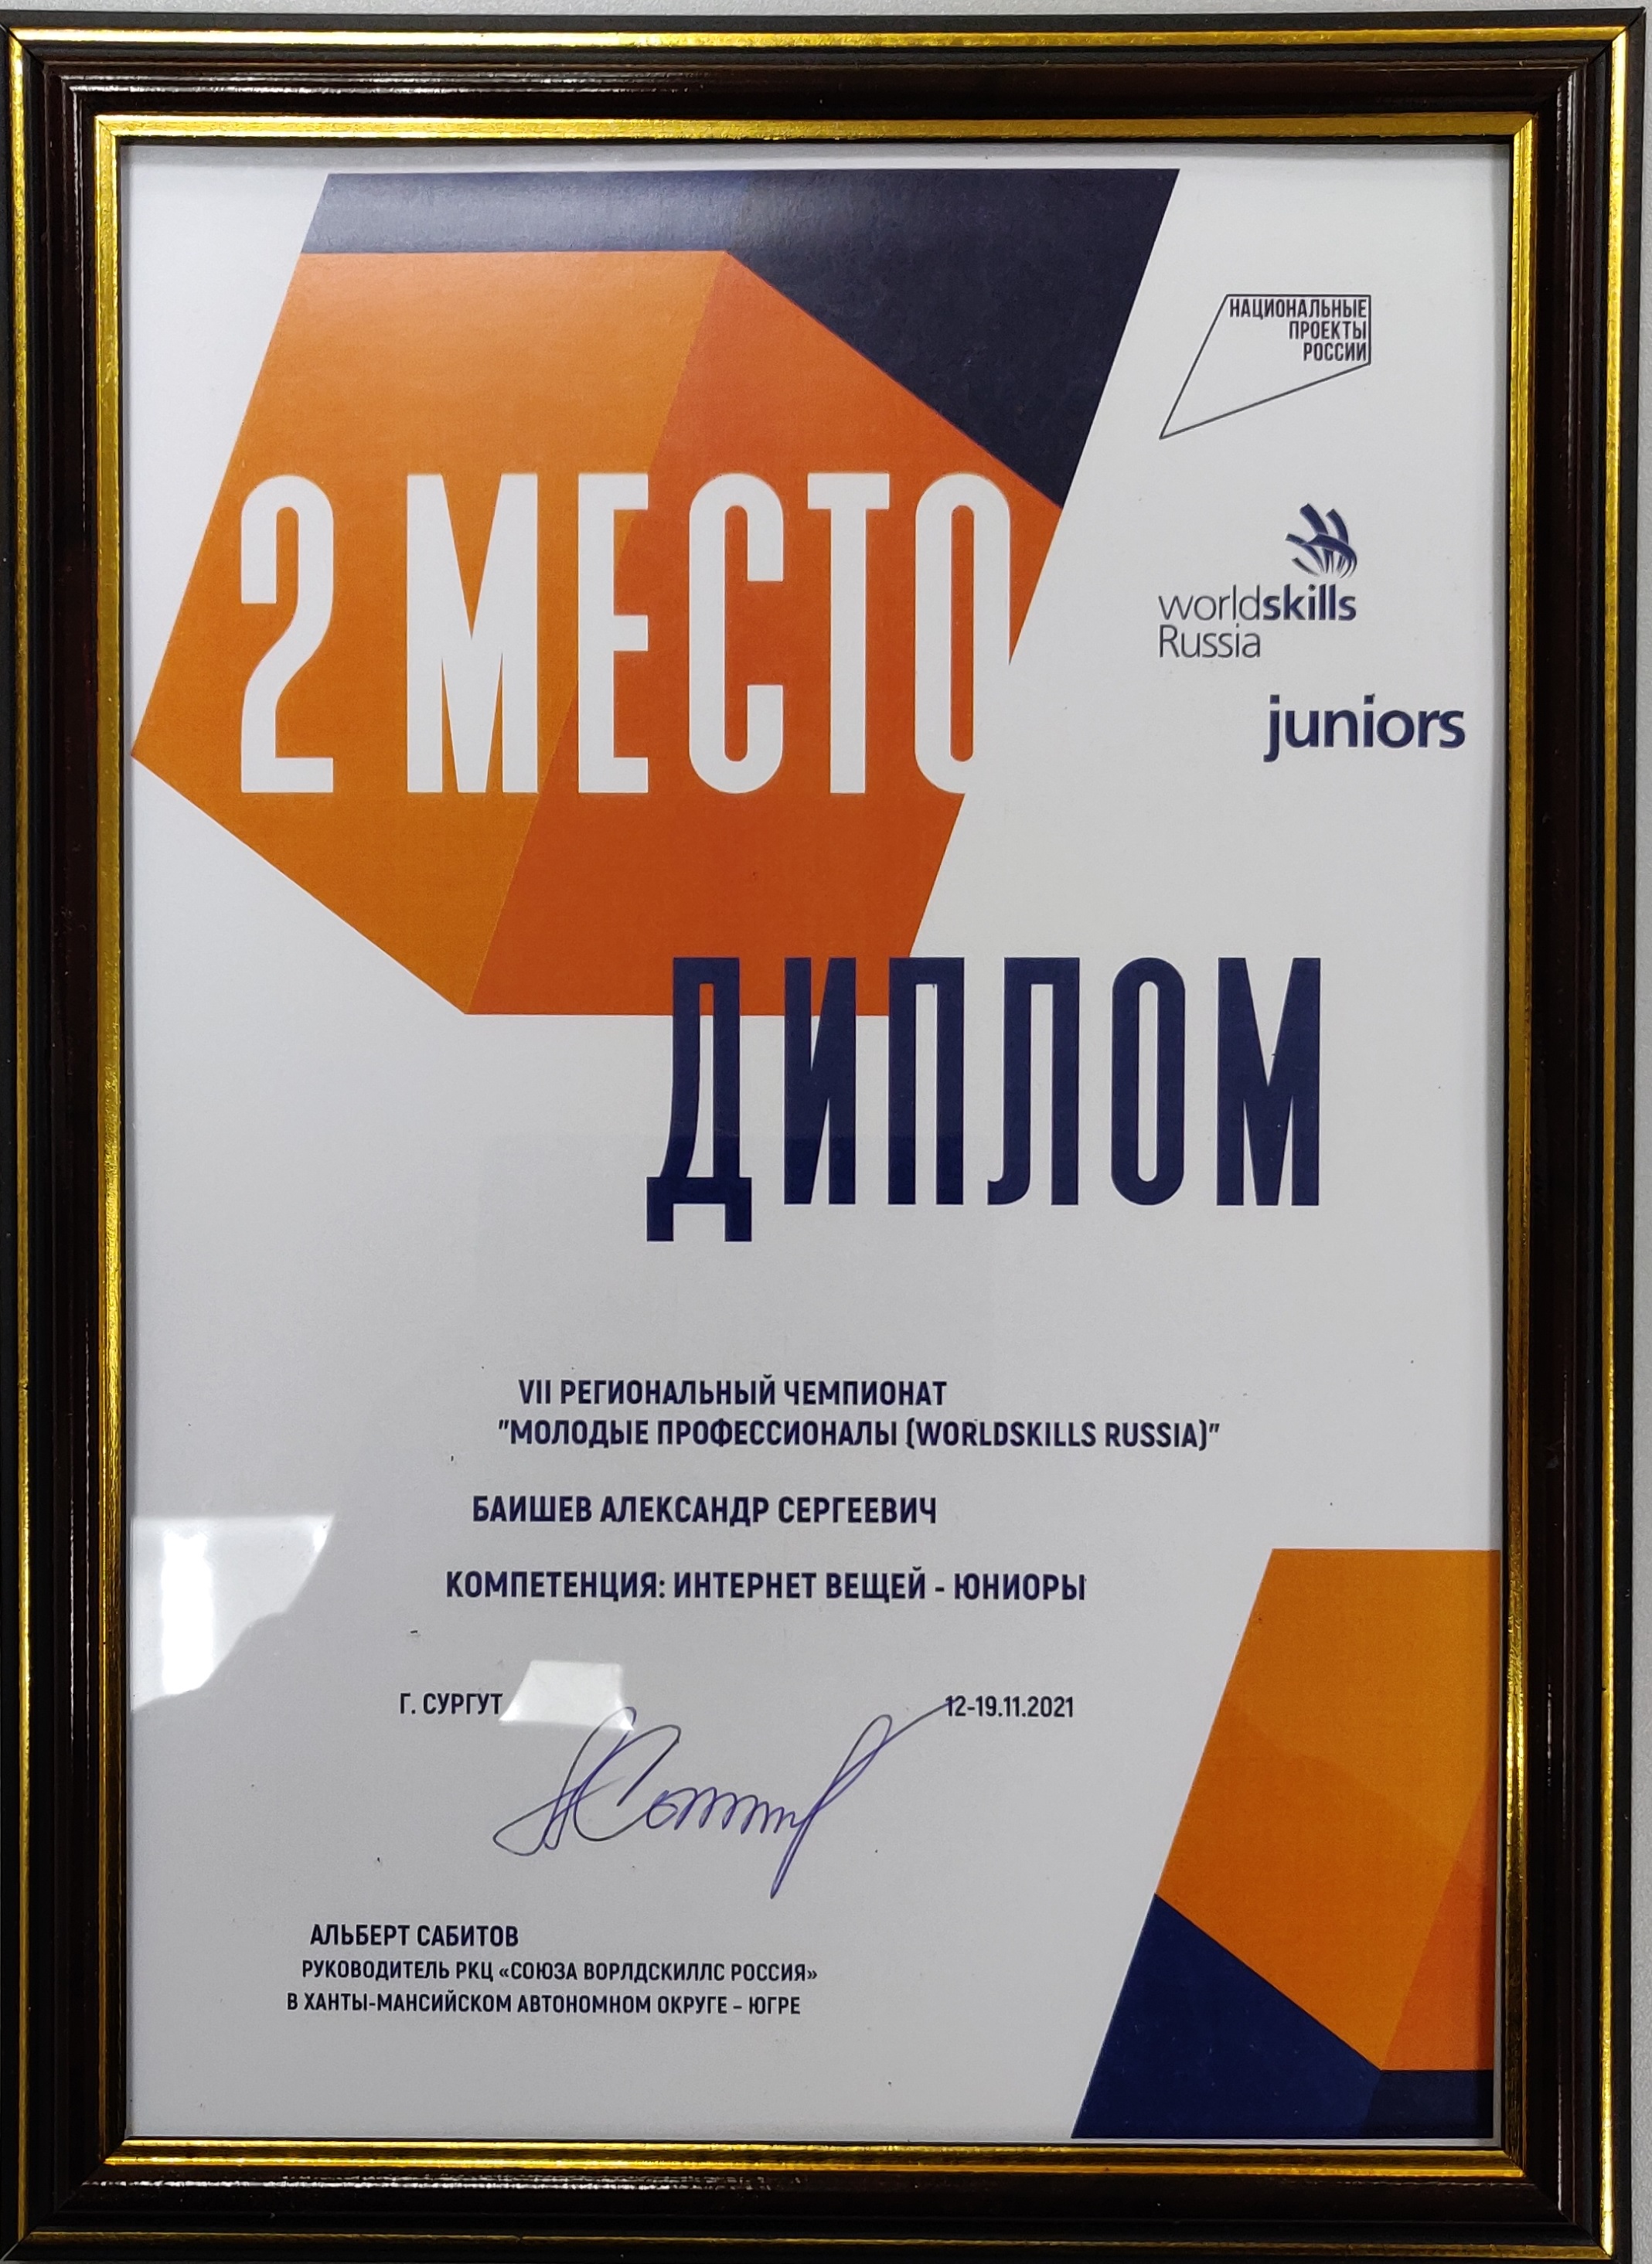 НАЦИОНАЛЬНЫЕ
ПРОЕКТЫ
РОССИИ
2 МЕСТО
worldskills
Russia
juniors
ДИПЛОМ
VII РЕГИОНАЛЬНЫЙ ЧЕМПИОНАТ
"МОЛОДЫЕ ПРОФЕССИОНАЛЫ (WORLDSKILLS RUSSIA)"
БАИШЕВ АЛЕКСАНДР СЕРГЕЕВИЧ
КОМПЕТЕНЦИЯ: ИНТЕРНЕТ ВЕЩЕЙ - ЮНИОРЫ
Г. СУРГУТ 12-19.11.2021
АЛЬБЕРТ САБИТОВ
РУКОВОДИТЕЛЬ РКЦ «СОЮЗА ВОРЛДСКИЛЛС РОССИЯ»
В ХАНТЫ-МАНСИЙСКОМ АВТОНОМНОМ ОКРУГЕ – ЮГРЕ